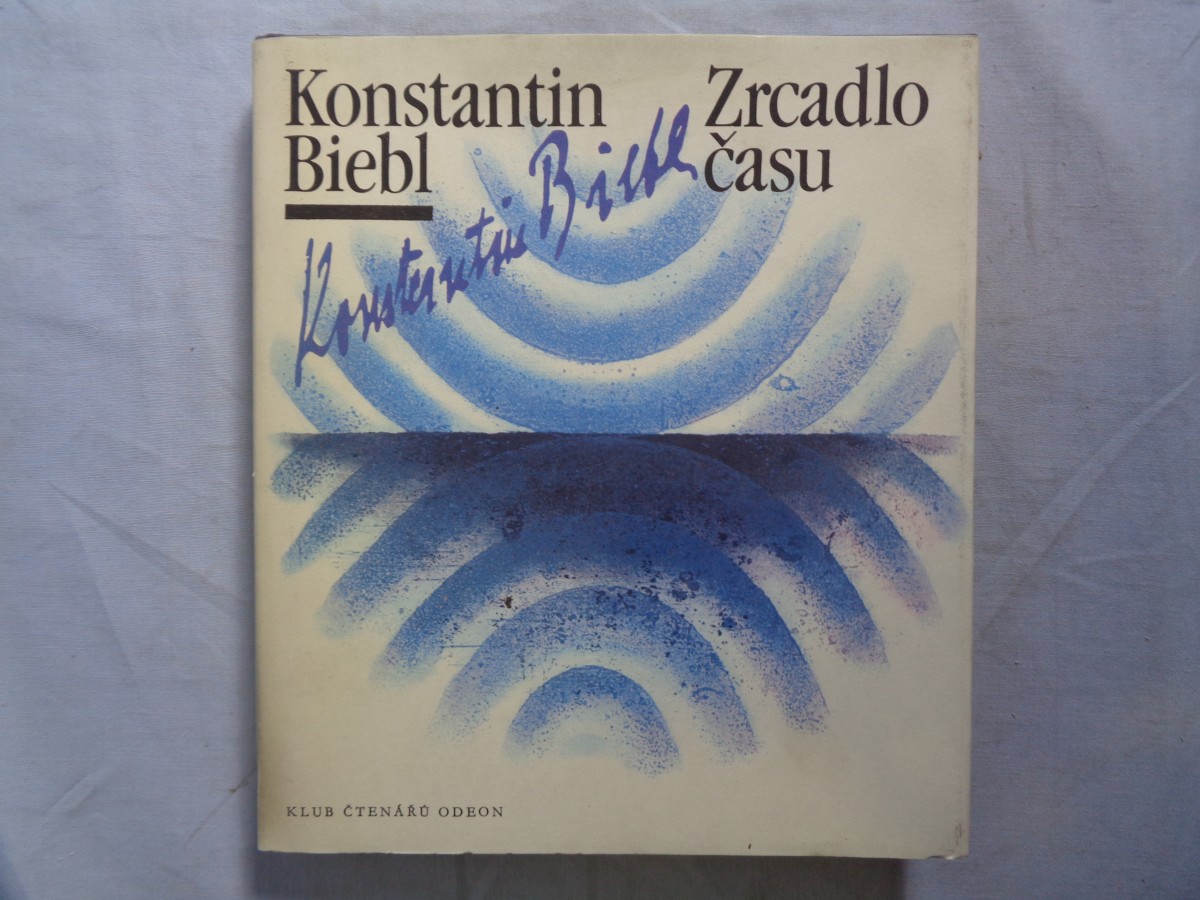 Konstantin
Biebl
Zrcadlo
času
Konstantin Biebl
KLUB ČTENÁŘŮ ODEON